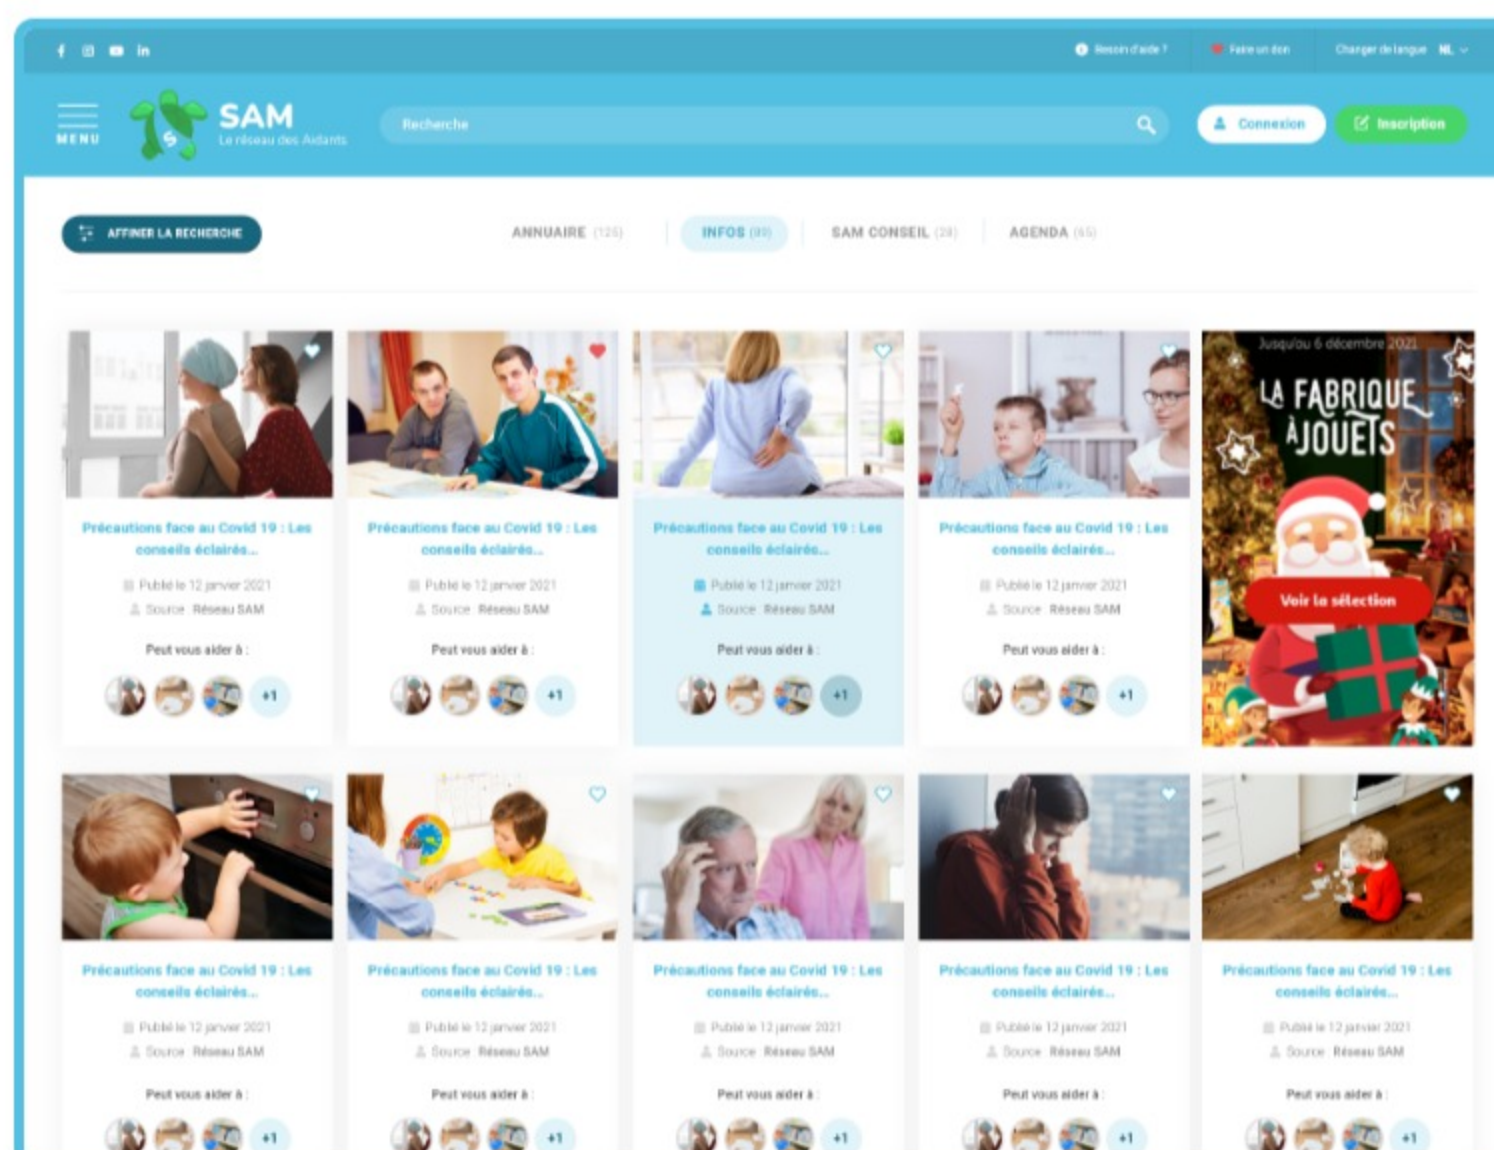 Besoin d'aide ?
Faire un don
Changer de langue NL
MENU
SAM
Le réseau des Aidants
Recherche
Connexion
Inscription
AFFINER LA RECHERCHE
ANNUAIRE (125)
INFOS
SAM CONSEIL
AGENDA (65)
Précautions face au Covid 19 : Les
conseils éclairés...
Publié le 12 janvier 2021
Source Réseau SAM
Peut vous aider à :
+1
Précautions face au Covid 19 : Les
conseils éclairés...
Publié le 12 janvier 2021
Source Réseau SAM
Peut vous aider à :
+1
Précautions face au Covid 19 : Les
conseils éclairés...
Publié le 12 janvier 2021
Source Réseau SAM
Peut vous aider à :
+1
Précautions face au Covid 19 : Les
conseils éclairés...
Publié le 12 janvier 2021
Source Réseau SAM
Peut vous aider à :
+1
Jusqu'au 6 décembre 2021
LA FABRIQUE
À JOUETS
Voir la sélection
Précautions face au Covid 19 : Les
conseils éclairés...
Publié le 12 janvier 2021
Source Réseau SAM
Peut vous aider à :
+1
Précautions face au Covid 19 : Les
conseils éclairés...
Publié le 12 janvier 2021
Source Réseau SAM
Peut vous aider à :
+1
Précautions face au Covid 19 : Les
conseils éclairés...
Publié le 12 janvier 2021
Source Réseau SAM
Peut vous aider à :
+1
Précautions face au Covid 19 : Les
conseils éclairés...
Publié le 12 janvier 2021
Source Réseau SAM
Peut vous aider à :
+1
Précautions face au Covid 19 : Les
conseils éclairés...
Publié le 12 janvier 2021
Source Réseau SAM
Peut vous aider à :
+1